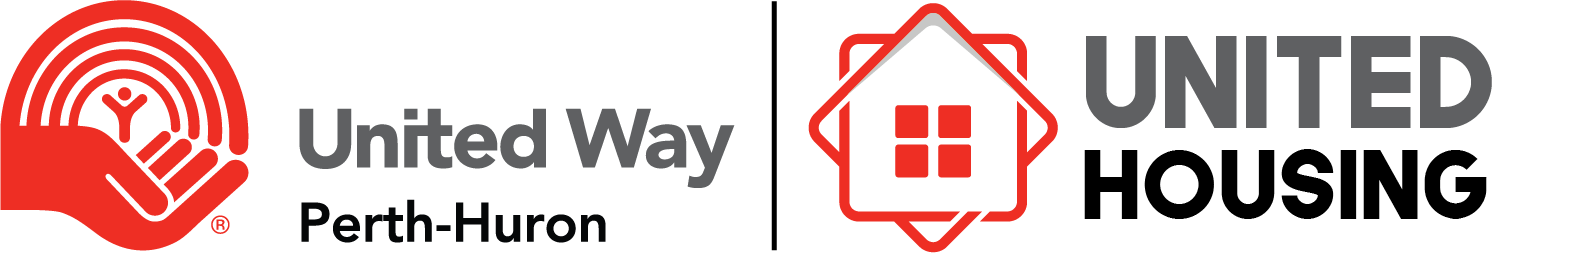 United Way
Perth-Huron
®
UNITED
HOUSING